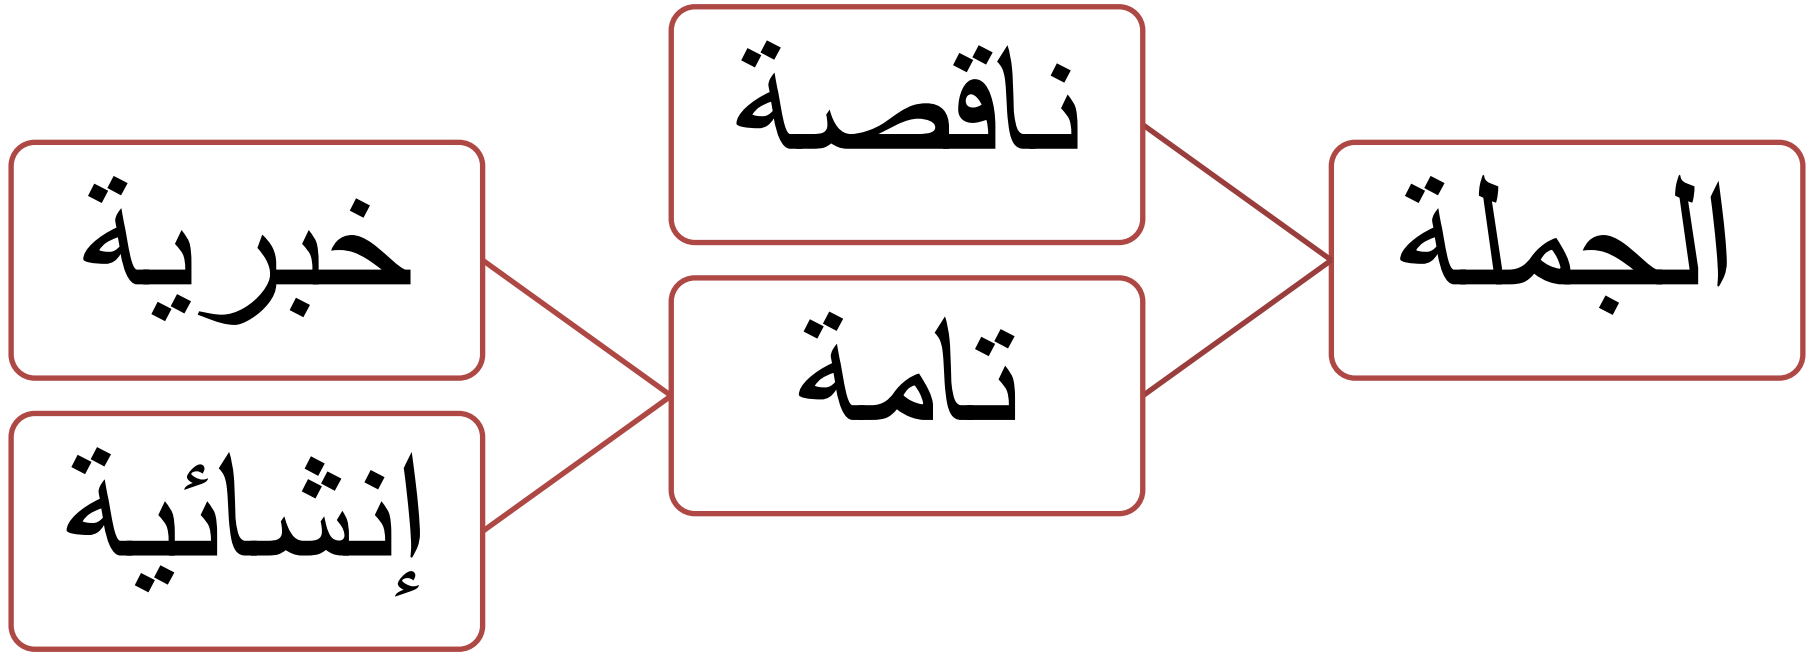 الجملة
ناقصة
تامة
خبرية
إنشائية